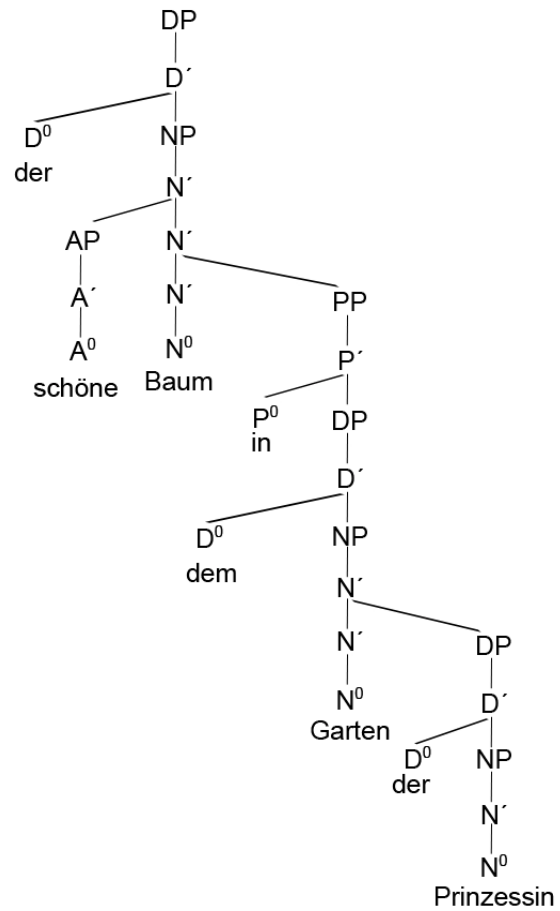 DP
D´
D⁰ NP
der
N´
AP N´
A´ N´ PP
A⁰ N⁰ P´
schöne Baum
P⁰ DP
in
D´
D⁰ NP
dem
N´
N´ DP
N⁰ D´
Garten
D⁰ NP
der
N´
N⁰
Prinzessin